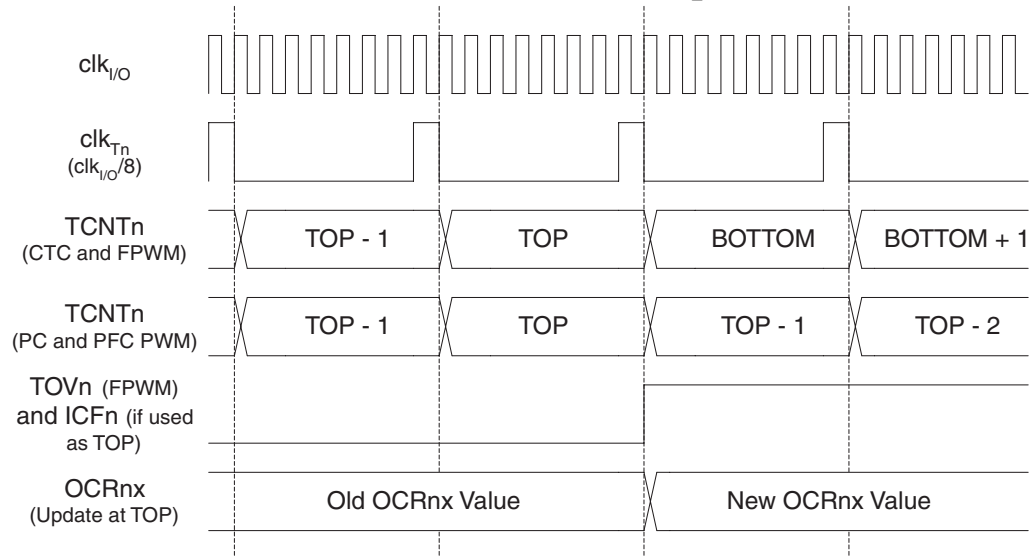 clkI/O
clkTn
(clkI/O/8)
TCNTn
(CTC and FPWM)
TOP - 1 TOP BOTTOM BOTTOM + 1
TCNTn
(PC and PFC PWM)
TOP - 1 TOP TOP - 1 TOP - 2
TOVn (FPWM)
and ICFn (if used
as TOP)
OCRnx
(Update at TOP)
Old OCRnx Value New OCRnx Value